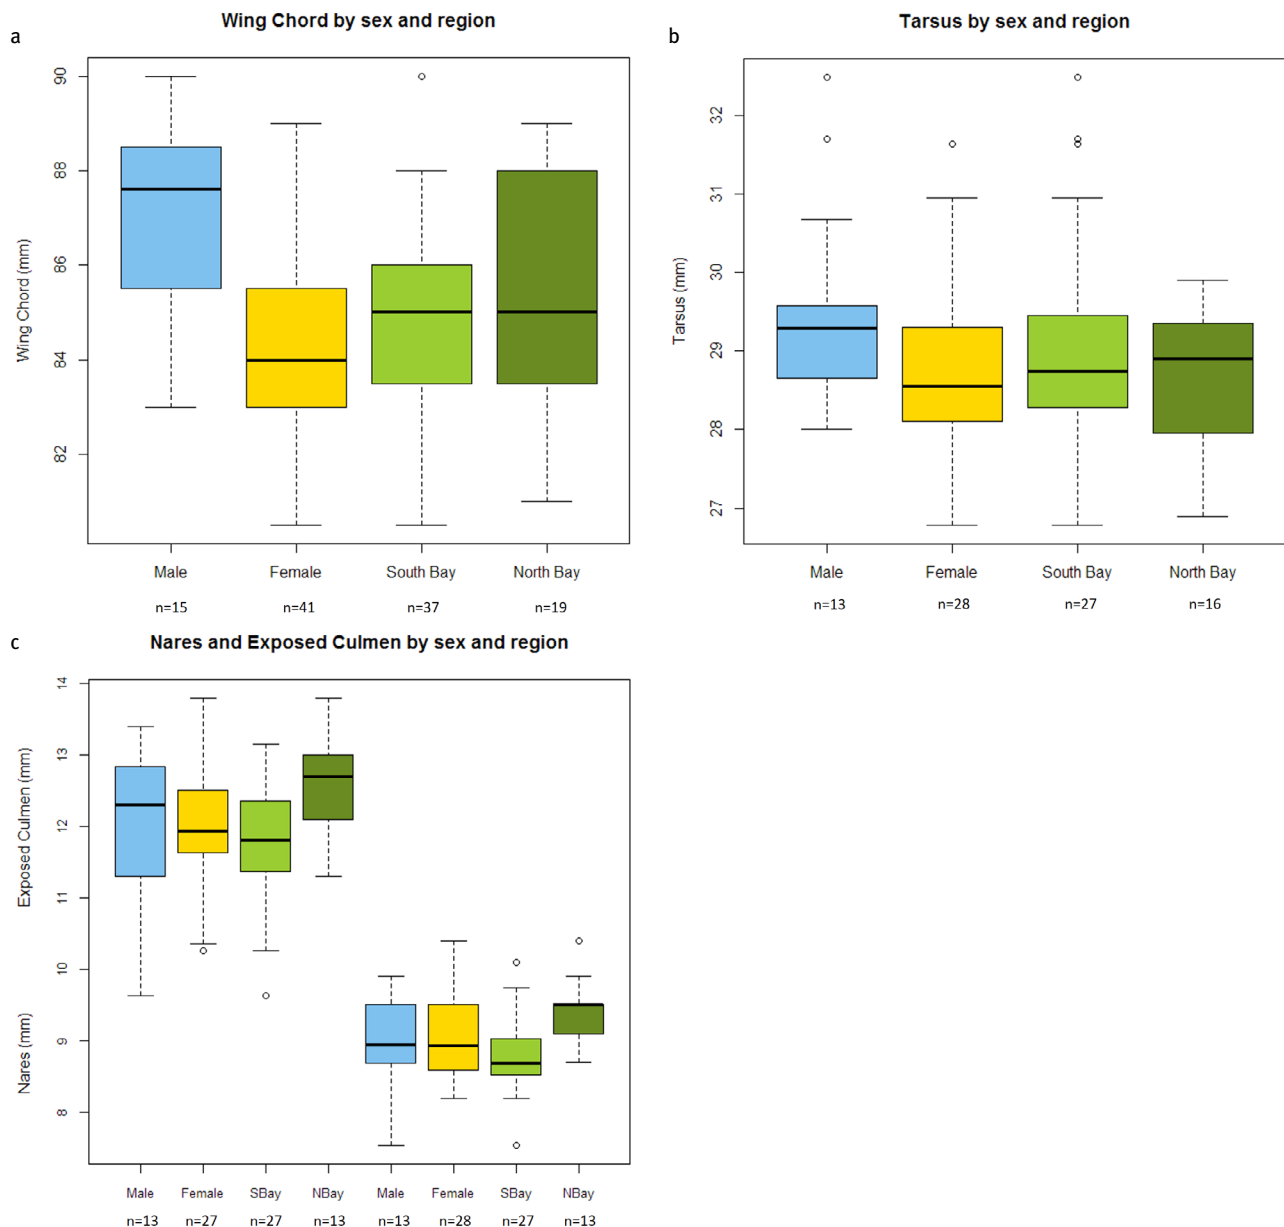 a
Wing Chord by sex and region
Wing Chord (mm)
90
88
86
84
82
Male Female South Bay North Bay
n=15 n=41 n=37 n=19
b
Tarsus by sex and region
Tarsus (mm)
32
31
30
29
28
27
Male Female South Bay North Bay
n=13 n=28 n=27 n=16
c
Nares and Exposed Culmen by sex and region
Exposed Culmen (mm)
Nares (mm)
14
13
12
11
10
9
8
Male Female SBay NBay Male Female SBay NBay
n=13 n=27 n=27 n=13 n=13 n=28 n=27 n=13